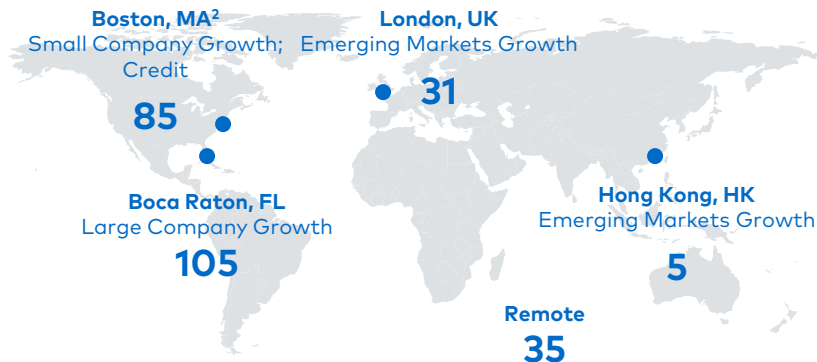 Boston, MA²
Small Company Growth;
Credit
85
London, UK
Emerging Markets Growth
31
Boca Raton, FL
Large Company Growth
105
Hong Kong, HK
Emerging Markets Growth
5
Remote
35